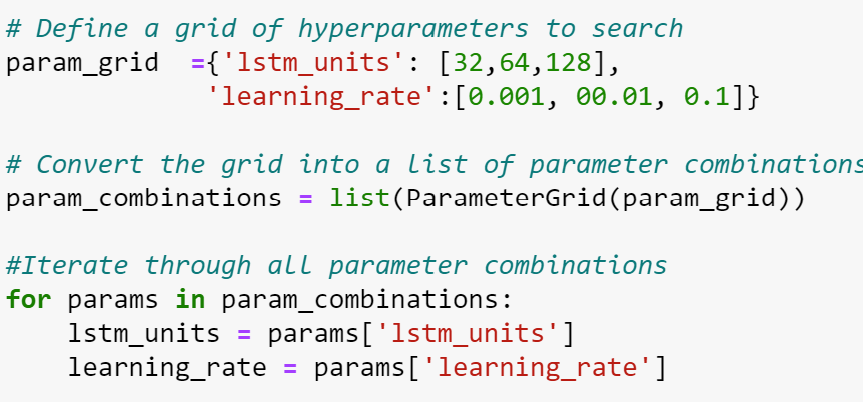 # Define a grid of hyperparameters to search
param_grid  ={'lstm_units': [32,64,128],
             'learning_rate':[0.001, 00.01, 0.1]}

# Convert the grid into a list of parameter combinations
param_combinations = list(ParameterGrid(param_grid))

#Iterate through all parameter combinations
for params in param_combinations:
    lstm_units = params['lstm_units']
    learning_rate = params['learning_rate']